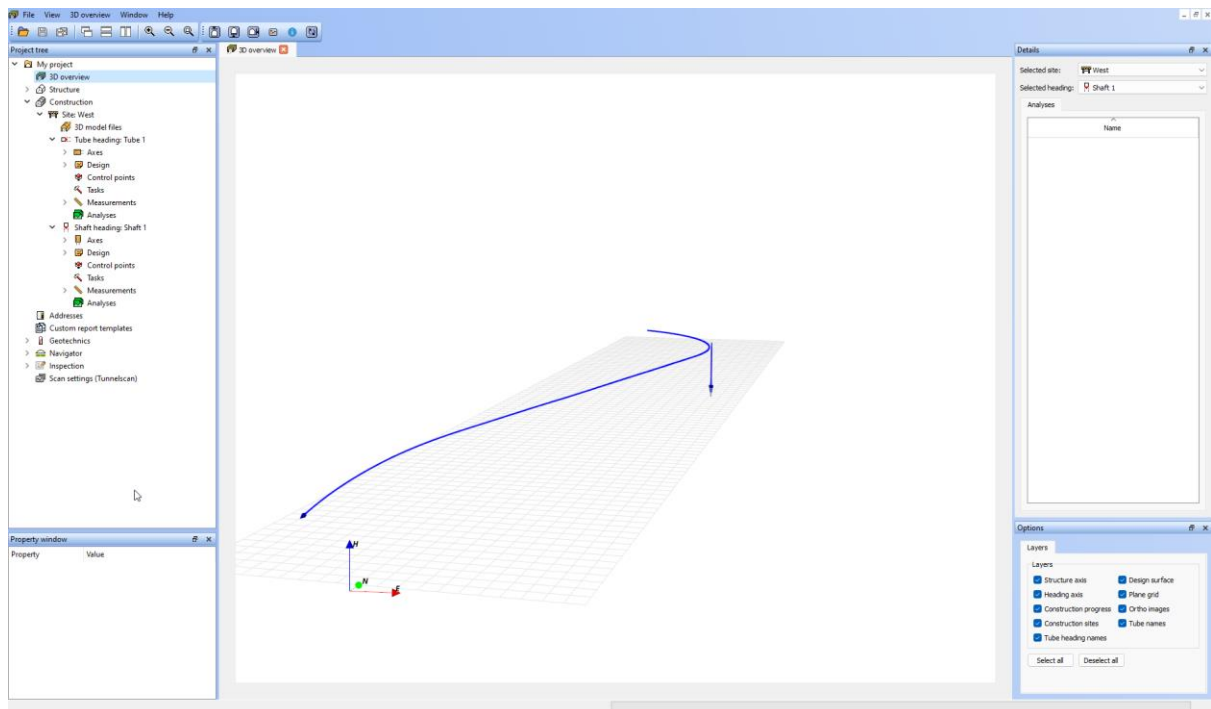 File View 3D overview Window Help
Project tree
My project
3D overview
Structure
Construction
Site: West
3D model files
Tube heading: Tube 1
Axes
Design
Control points
Tasks
Measurements
Analyses
Shaft heading: Shaft 1
Axes
Design
Control points
Tasks
Measurements
Analyses
Addresses
Custom report templates
Geotechnics
Navigator
Inspection
Scan settings (Tunnelscan)
Property window
Property Value
3D overview
H
N
E
Details
Selected site: West
Selected heading: Shaft 1
Analyses
Name
Options
Layers
Layers
Structure axis Design surface
Heading axis Plane grid
Construction progress Ortho images
Construction sites Tube names
Tube heading names
Select all Deselect all